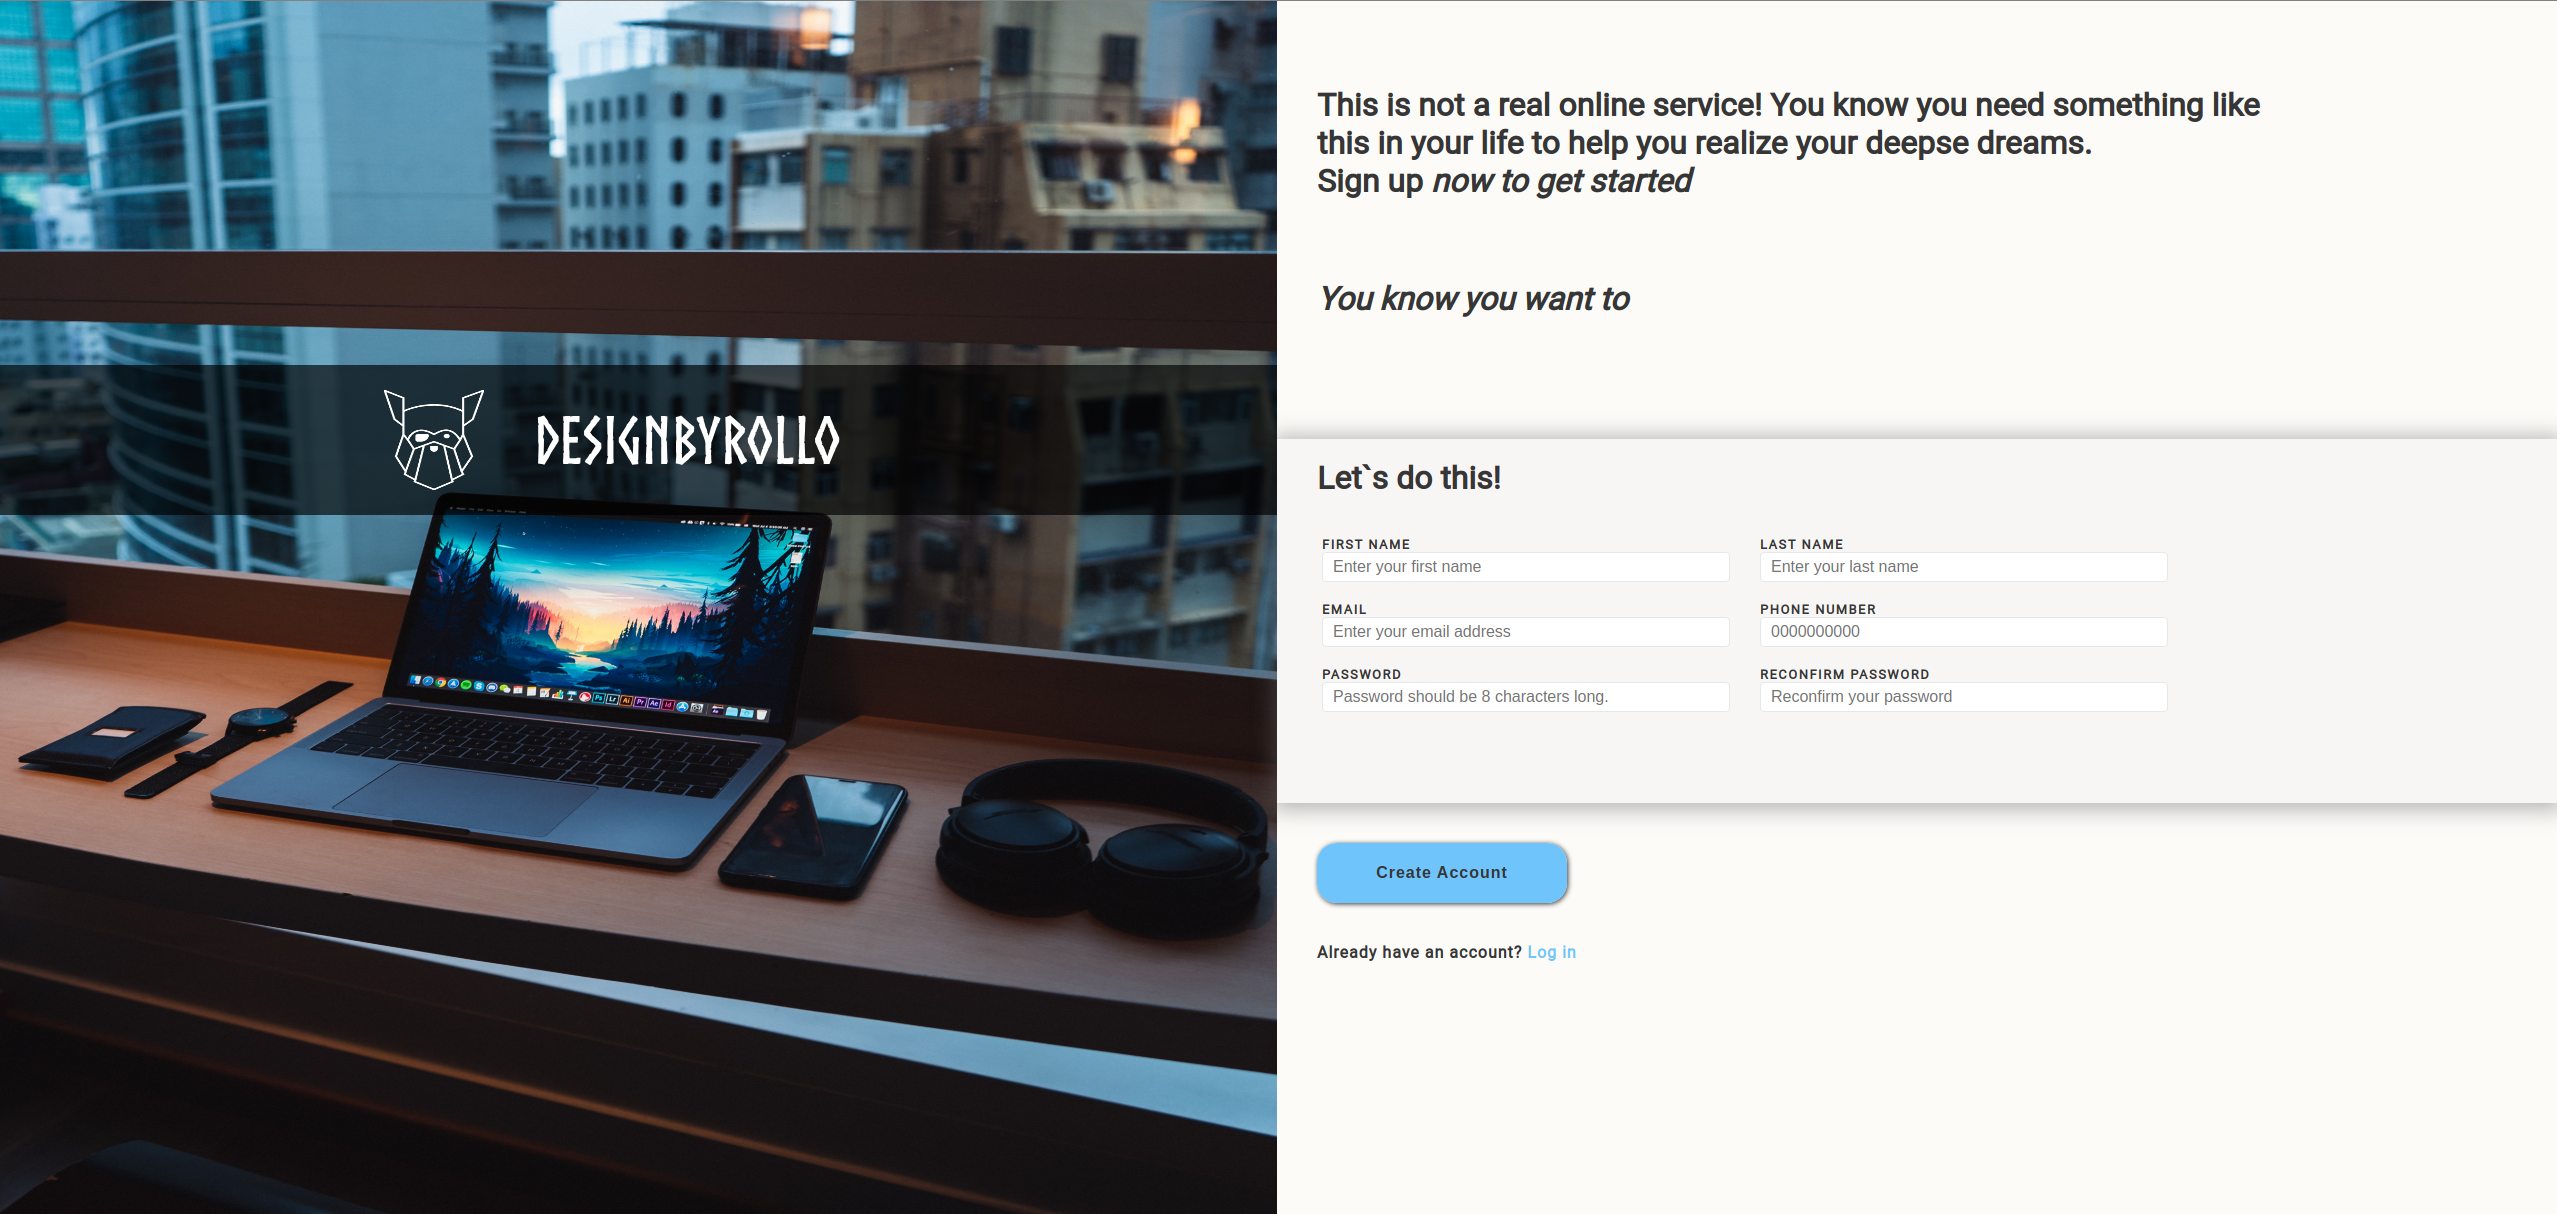 DESIGNBYROLLO
This is not a real online service! You know you need something like
this in your life to help you realize your deepse dreams.
Sign up now to get started
You know you want to
Let`s do this!
FIRST NAME
Enter your first name
LAST NAME
Enter your last name
EMAIL
Enter your email address
PHONE NUMBER
0000000000
PASSWORD
Password should be 8 characters long.
RECONFIRM PASSWORD
Reconfirm your password
Create Account
Already have an account? Log in